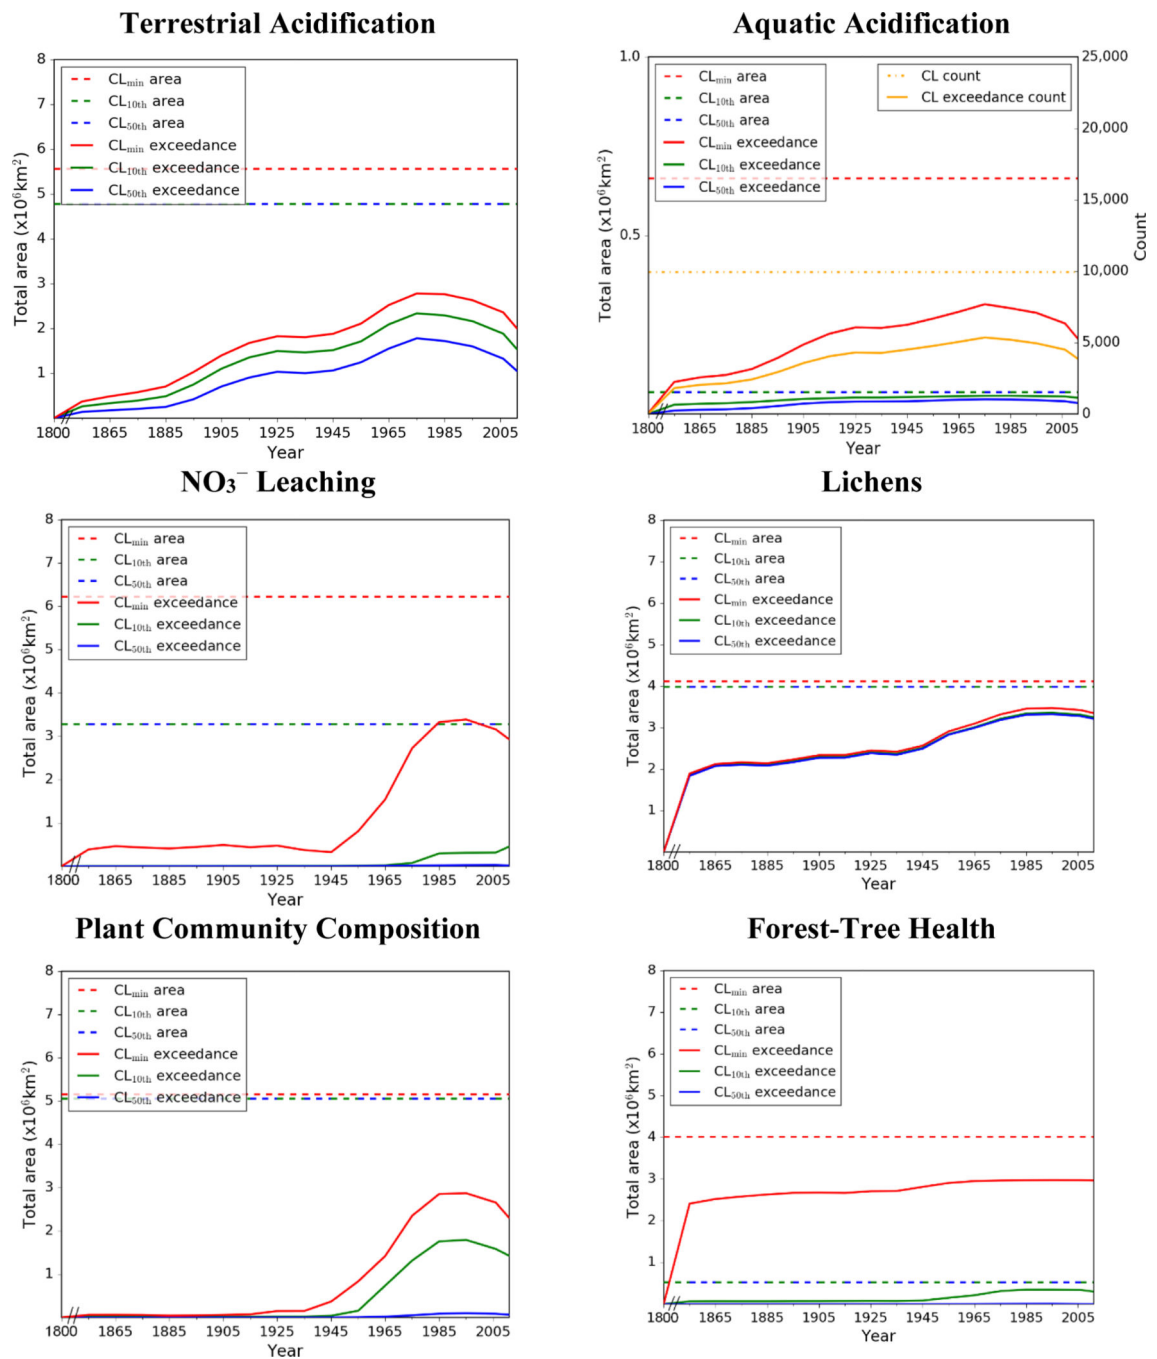 Terrestrial Acidification
8
7
6
5
4
3
2
1
Total area (x10⁶km²)
CLmin area
CL10th area
CL50th area
CLmin exceedance
CL10th exceedance
CL50th exceedance
1800 1865 1885 1905 1925 1945 1965 1985 2005
Year
Aquatic Acidification
1.0
0.5
Total area (x10⁶km²)
CLmin area
CL10th area
CL50th area
CLmin exceedance
CL10th exceedance
CL50th exceedance
CL count
CL exceedance count
25,000
20,000
15,000
10,000
5,000
0
Count
1800 1865 1885 1905 1925 1945 1965 1985 2005
Year
NO₃⁻ Leaching
8
7
6
5
4
3
2
1
Total area (x10⁶km²)
CLmin area
CL10th area
CL50th area
CLmin exceedance
CL10th exceedance
CL50th exceedance
1800 1865 1885 1905 1925 1945 1965 1985 2005
Year
Lichens
8
7
6
5
4
3
2
1
Total area (x10⁶km²)
CLmin area
CL10th area
CL50th area
CLmin exceedance
CL10th exceedance
CL50th exceedance
1800 1865 1885 1905 1925 1945 1965 1985 2005
Year
Plant Community Composition
8
7
6
5
4
3
2
1
Total area (x10⁶km²)
CLmin area
CL10th area
CL50th area
CLmin exceedance
CL10th exceedance
CL50th exceedance
1800 1865 1885 1905 1925 1945 1965 1985 2005
Year
Forest-Tree Health
8
7
6
5
4
3
2
1
Total area (x10⁶km²)
CLmin area
CL10th area
CL50th area
CLmin exceedance
CL10th exceedance
CL50th exceedance
1800 1865 1885 1905 1925 1945 1965 1985 2005
Year